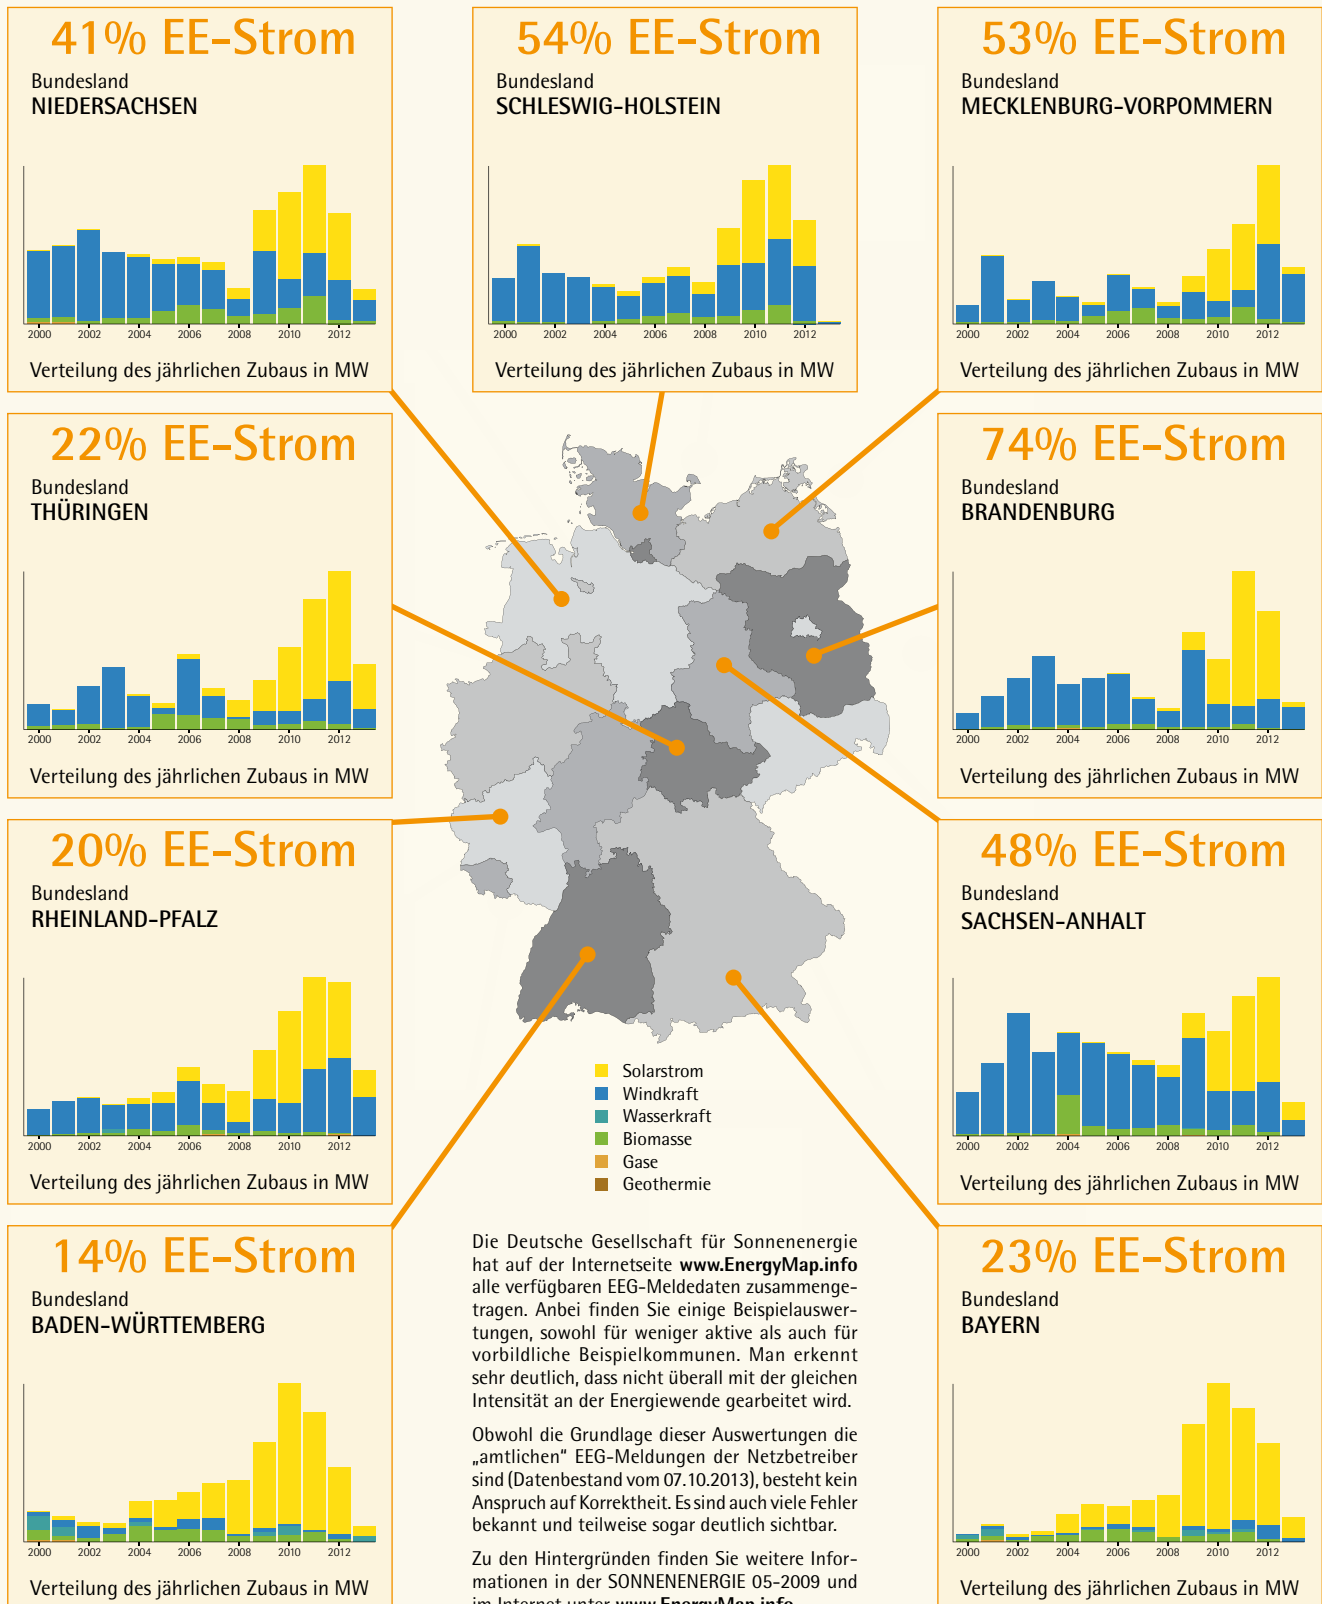 41% EE-Strom
Bundesland
NIEDERSACHSEN
2000 2002 2004 2006 2008 2010 2012
Verteilung des jährlichen Zubaus in MW
54% EE-Strom
Bundesland
SCHLESWIG-HOLSTEIN
2000 2002 2004 2006 2008 2010 2012
Verteilung des jährlichen Zubaus in MW
53% EE-Strom
Bundesland
MECKLENBURG-VORPOMMERN
2000 2002 2004 2006 2008 2010 2012
Verteilung des jährlichen Zubaus in MW
22% EE-Strom
Bundesland
THÜRINGEN
2000 2002 2004 2006 2008 2010 2012
Verteilung des jährlichen Zubaus in MW
74% EE-Strom
Bundesland
BRANDENBURG
2000 2002 2004 2006 2008 2010 2012
Verteilung des jährlichen Zubaus in MW
20% EE-Strom
Bundesland
RHEINLAND-PFALZ
2000 2002 2004 2006 2008 2010 2012
Verteilung des jährlichen Zubaus in MW
48% EE-Strom
Bundesland
SACHSEN-ANHALT
2000 2002 2004 2006 2008 2010 2012
Verteilung des jährlichen Zubaus in MW
Solarstrom
Windkraft
Wasserkraft
Biomasse
Gase
Geothermie
14% EE-Strom
Bundesland
BADEN-WÜRTTEMBERG
2000 2002 2004 2006 2008 2010 2012
Verteilung des jährlichen Zubaus in MW
Die Deutsche Gesellschaft für Sonnenenergie
hat auf der Internetseite www.EnergyMap.info
alle verfügbaren EEG-Meldedaten zusammenge-
tragen. Anbei finden Sie einige Beispielauswer-
tungen, sowohl für weniger aktive als auch für
vorbildliche Beispielkommunen. Man erkennt
sehr deutlich, dass nicht überall mit der gleichen
Intensität an der Energiewende gearbeitet wird.
Obwohl die Grundlage dieser Auswertungen die
„amtlichen“ EEG-Meldungen der Netzbetreiber
sind (Datenbestand vom 07.10.2013), besteht kein
Anspruch auf Korrektheit. Es sind auch viele Fehler
bekannt und teilweise sogar deutlich sichtbar.
Zu den Hintergründen finden Sie weitere Infor-
mationen in der SONNENENERGIE 05-2009 und
im Internet unter www.EnergyMap.info
23% EE-Strom
Bundesland
BAYERN
2000 2002 2004 2006 2008 2010 2012
Verteilung des jährlichen Zubaus in MW